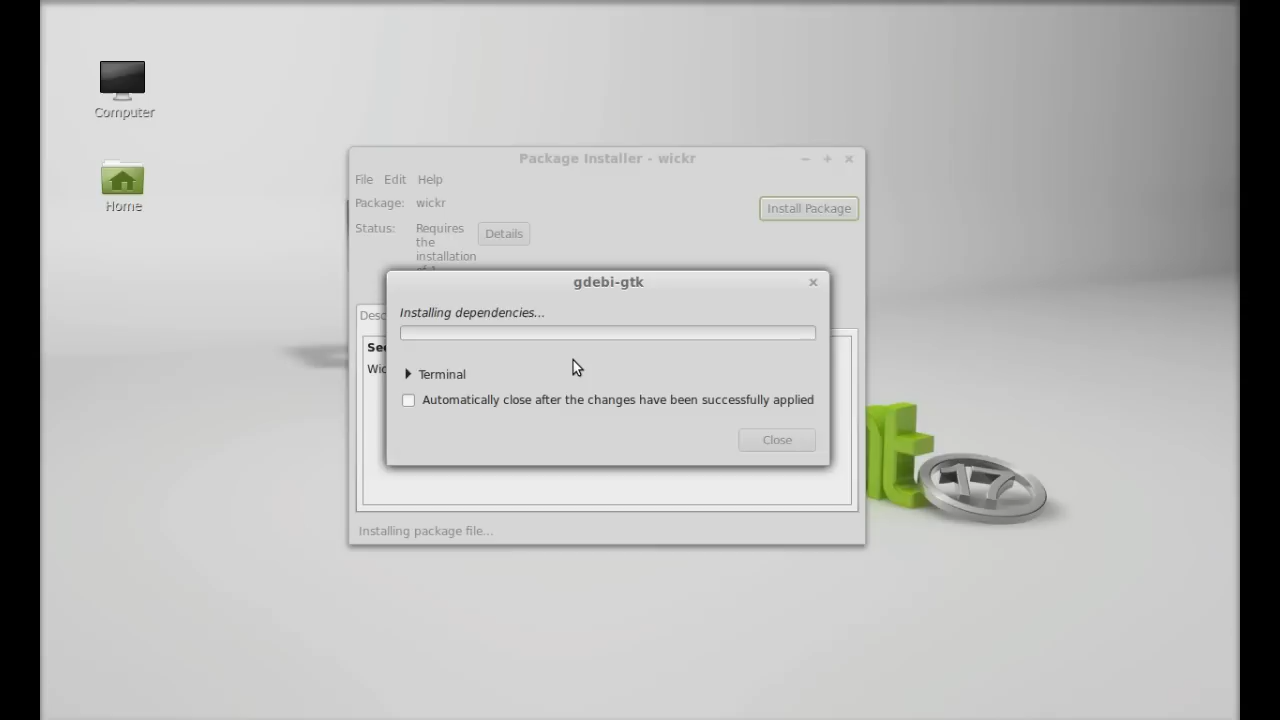 Computer
Home
Package Installer - wickr
File Edit Help
Package: wickr
Install Package
Status: Requires
the
installation
Details
gdebi-gtk
Installing dependencies...
Terminal
Automatically close after the changes have been successfully applied
Close
Installing package file...
17